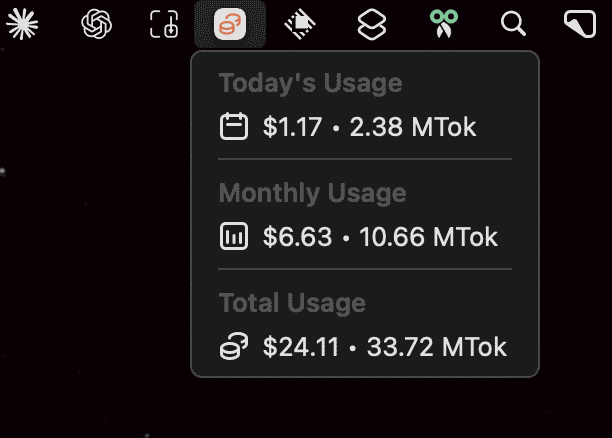 Today's Usage
$1.17 • 2.38 MTok
Monthly Usage
$6.63 • 10.66 MTok
Total Usage
$24.11 • 33.72 MTok